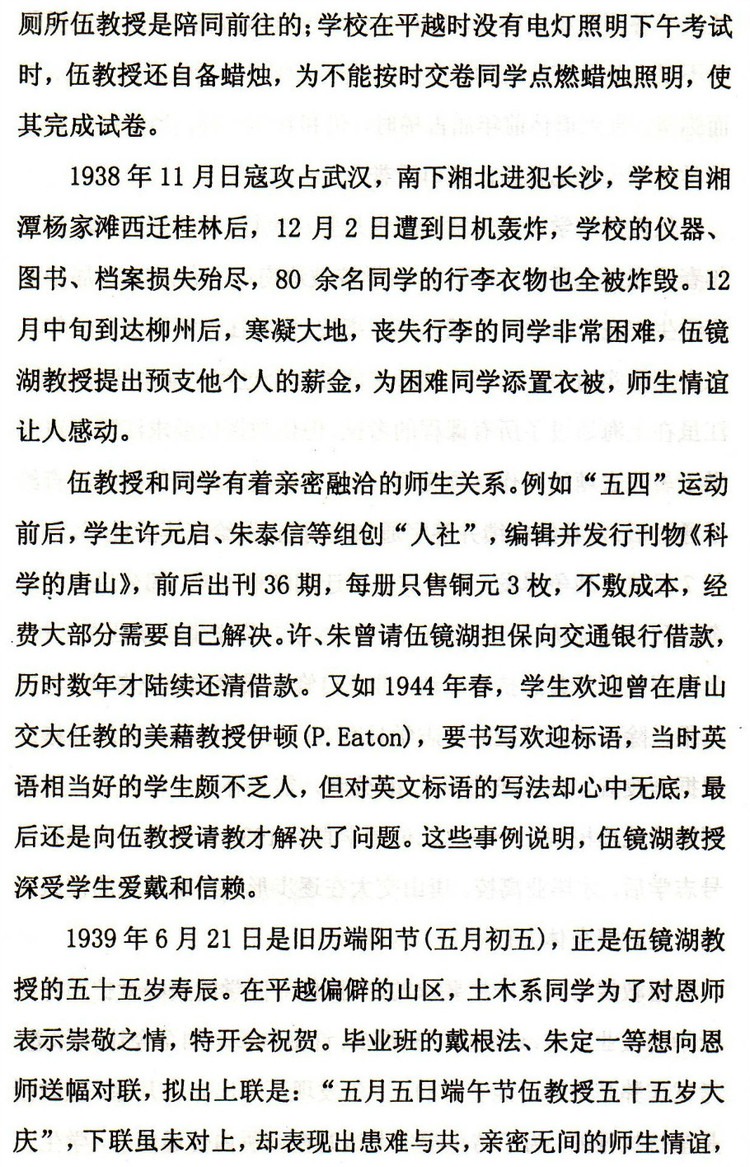 厕所伍教授是陪同前往的；学校在平越时没有电灯照明下午考试
时，伍教授还自备蜡烛，为不能按时交卷同学点燃蜡烛照明，使
其完成试卷。
1938 年 11 月日寇攻占武汉，南下湘北进犯长沙，学校自湘
潭杨家滩西迁桂林后，12 月 2 日遭到日机轰炸，学校的仪器、
图书、档案损失殆尽，80 余名同学的行李衣物也全被炸毁。12
月中旬到达柳州后，寒凝大地，丧失行李的同学非常困难，伍镜
湖教授提出预支他个人的薪金，为困难同学添置衣被，师生情谊
让人感动。
伍教授和同学有着亲密融洽的师生关系。例如“五四”运动
前后，学生许元启、朱泰信等组创“人社”，编辑并发行刊物《科
学的唐山》，前后出刊 36 期，每册只售铜元 3 枚，不敷成本，经
费大部分需要自己解决。许、朱曾请伍镜湖担保向交通银行借款，
历时数年才陆续还清借款。又如 1944 年春，学生欢迎曾在唐山
交大任教的美藉教授伊顿(P.Eaton)，要书写欢迎标语，当时英
语相当好的学生颇不乏人，但对英文标语的写法却心中无底，最
后还是向伍教授请教才解决了问题。这些事例说明，伍镜湖教授
深受学生爱戴和信赖。
1939 年 6 月 21 日是旧历端阳节(五月初五)，正是伍镜湖教
授的五十五岁寿辰。在平越偏僻的山区，土木系同学为了对恩师
表示崇敬之情，特开会祝贺。毕业班的戴根法、朱定一等想向恩
师送幅对联，拟出上联是：“五月五日端午节伍教授五十五岁大
庆”，下联虽未对上，却表现出患难与共，亲密无间的师生情谊，